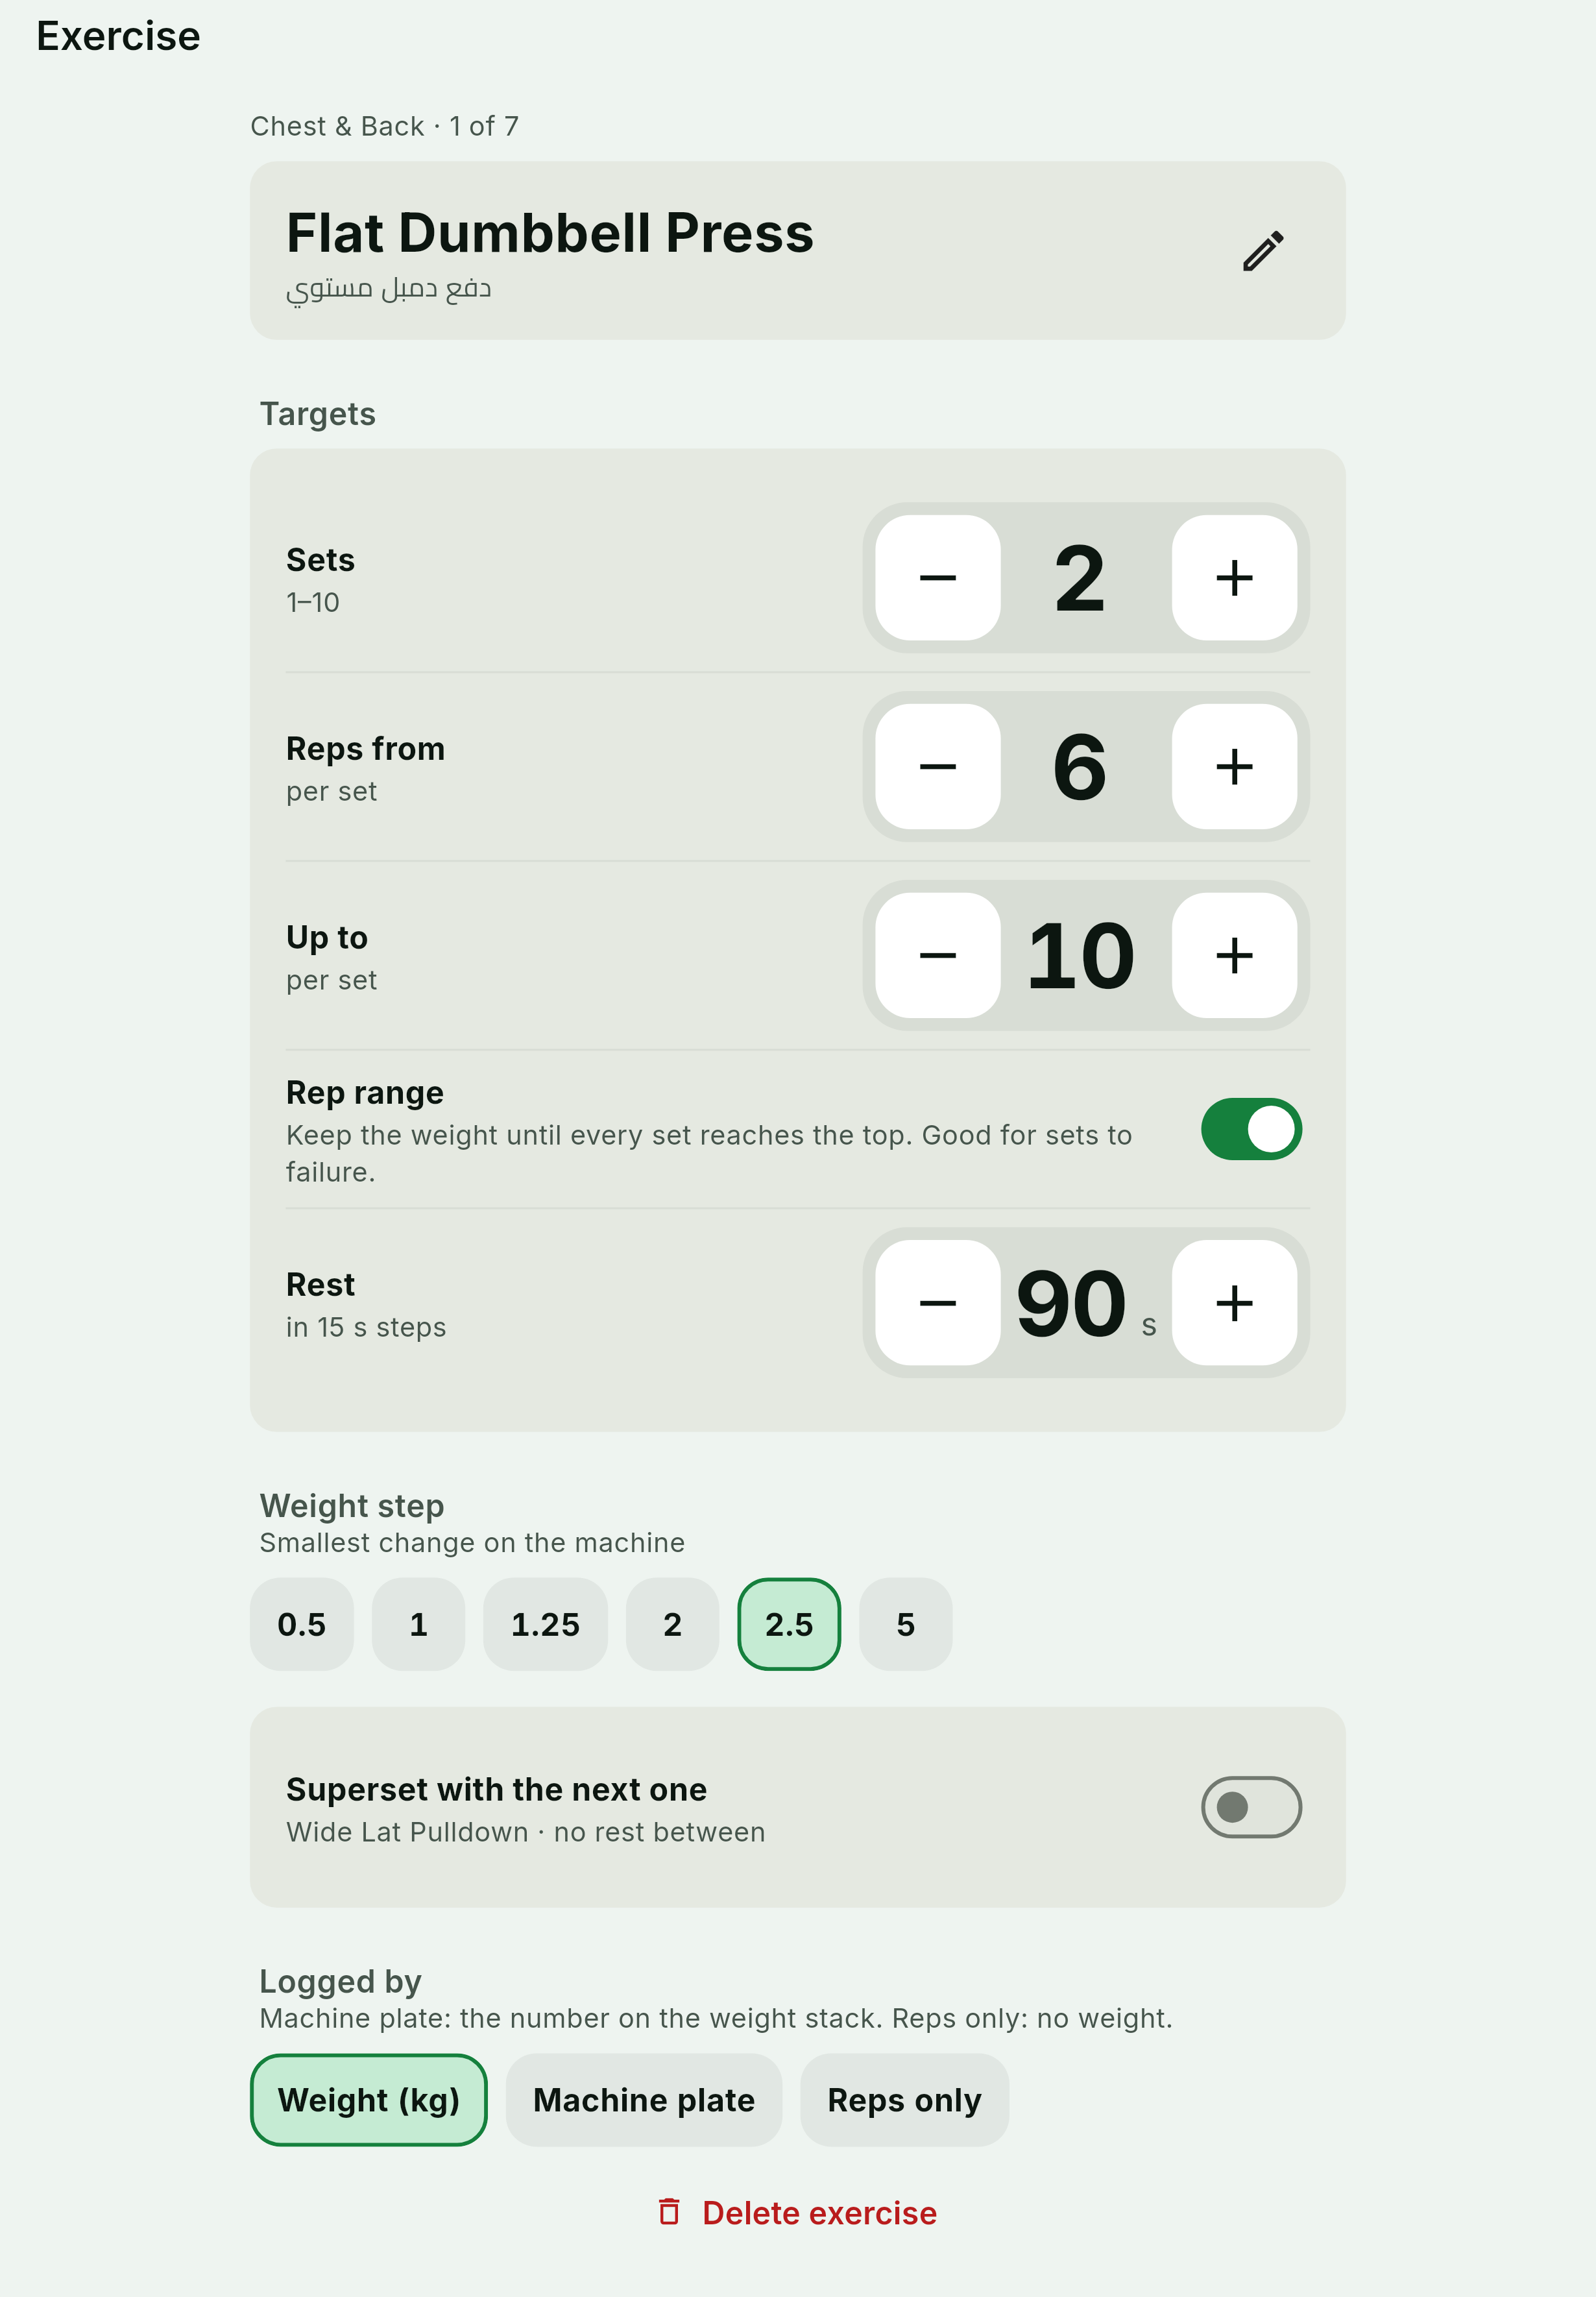 Exercise
Chest & Back · 1 of 7
Flat Dumbbell Press
دفع دمبل مستوي
Targets
Sets
1–10
2
Reps from
per set
6
Up to
per set
10
Rep range
Keep the weight until every set reaches the top. Good for sets to
failure.
Rest
in 15 s steps
90 s
Weight step
Smallest change on the machine
0.5 1 1.25 2 2.5 5
Superset with the next one
Wide Lat Pulldown · no rest between
Logged by
Machine plate: the number on the weight stack. Reps only: no weight.
Weight (kg) Machine plate Reps only
Delete exercise